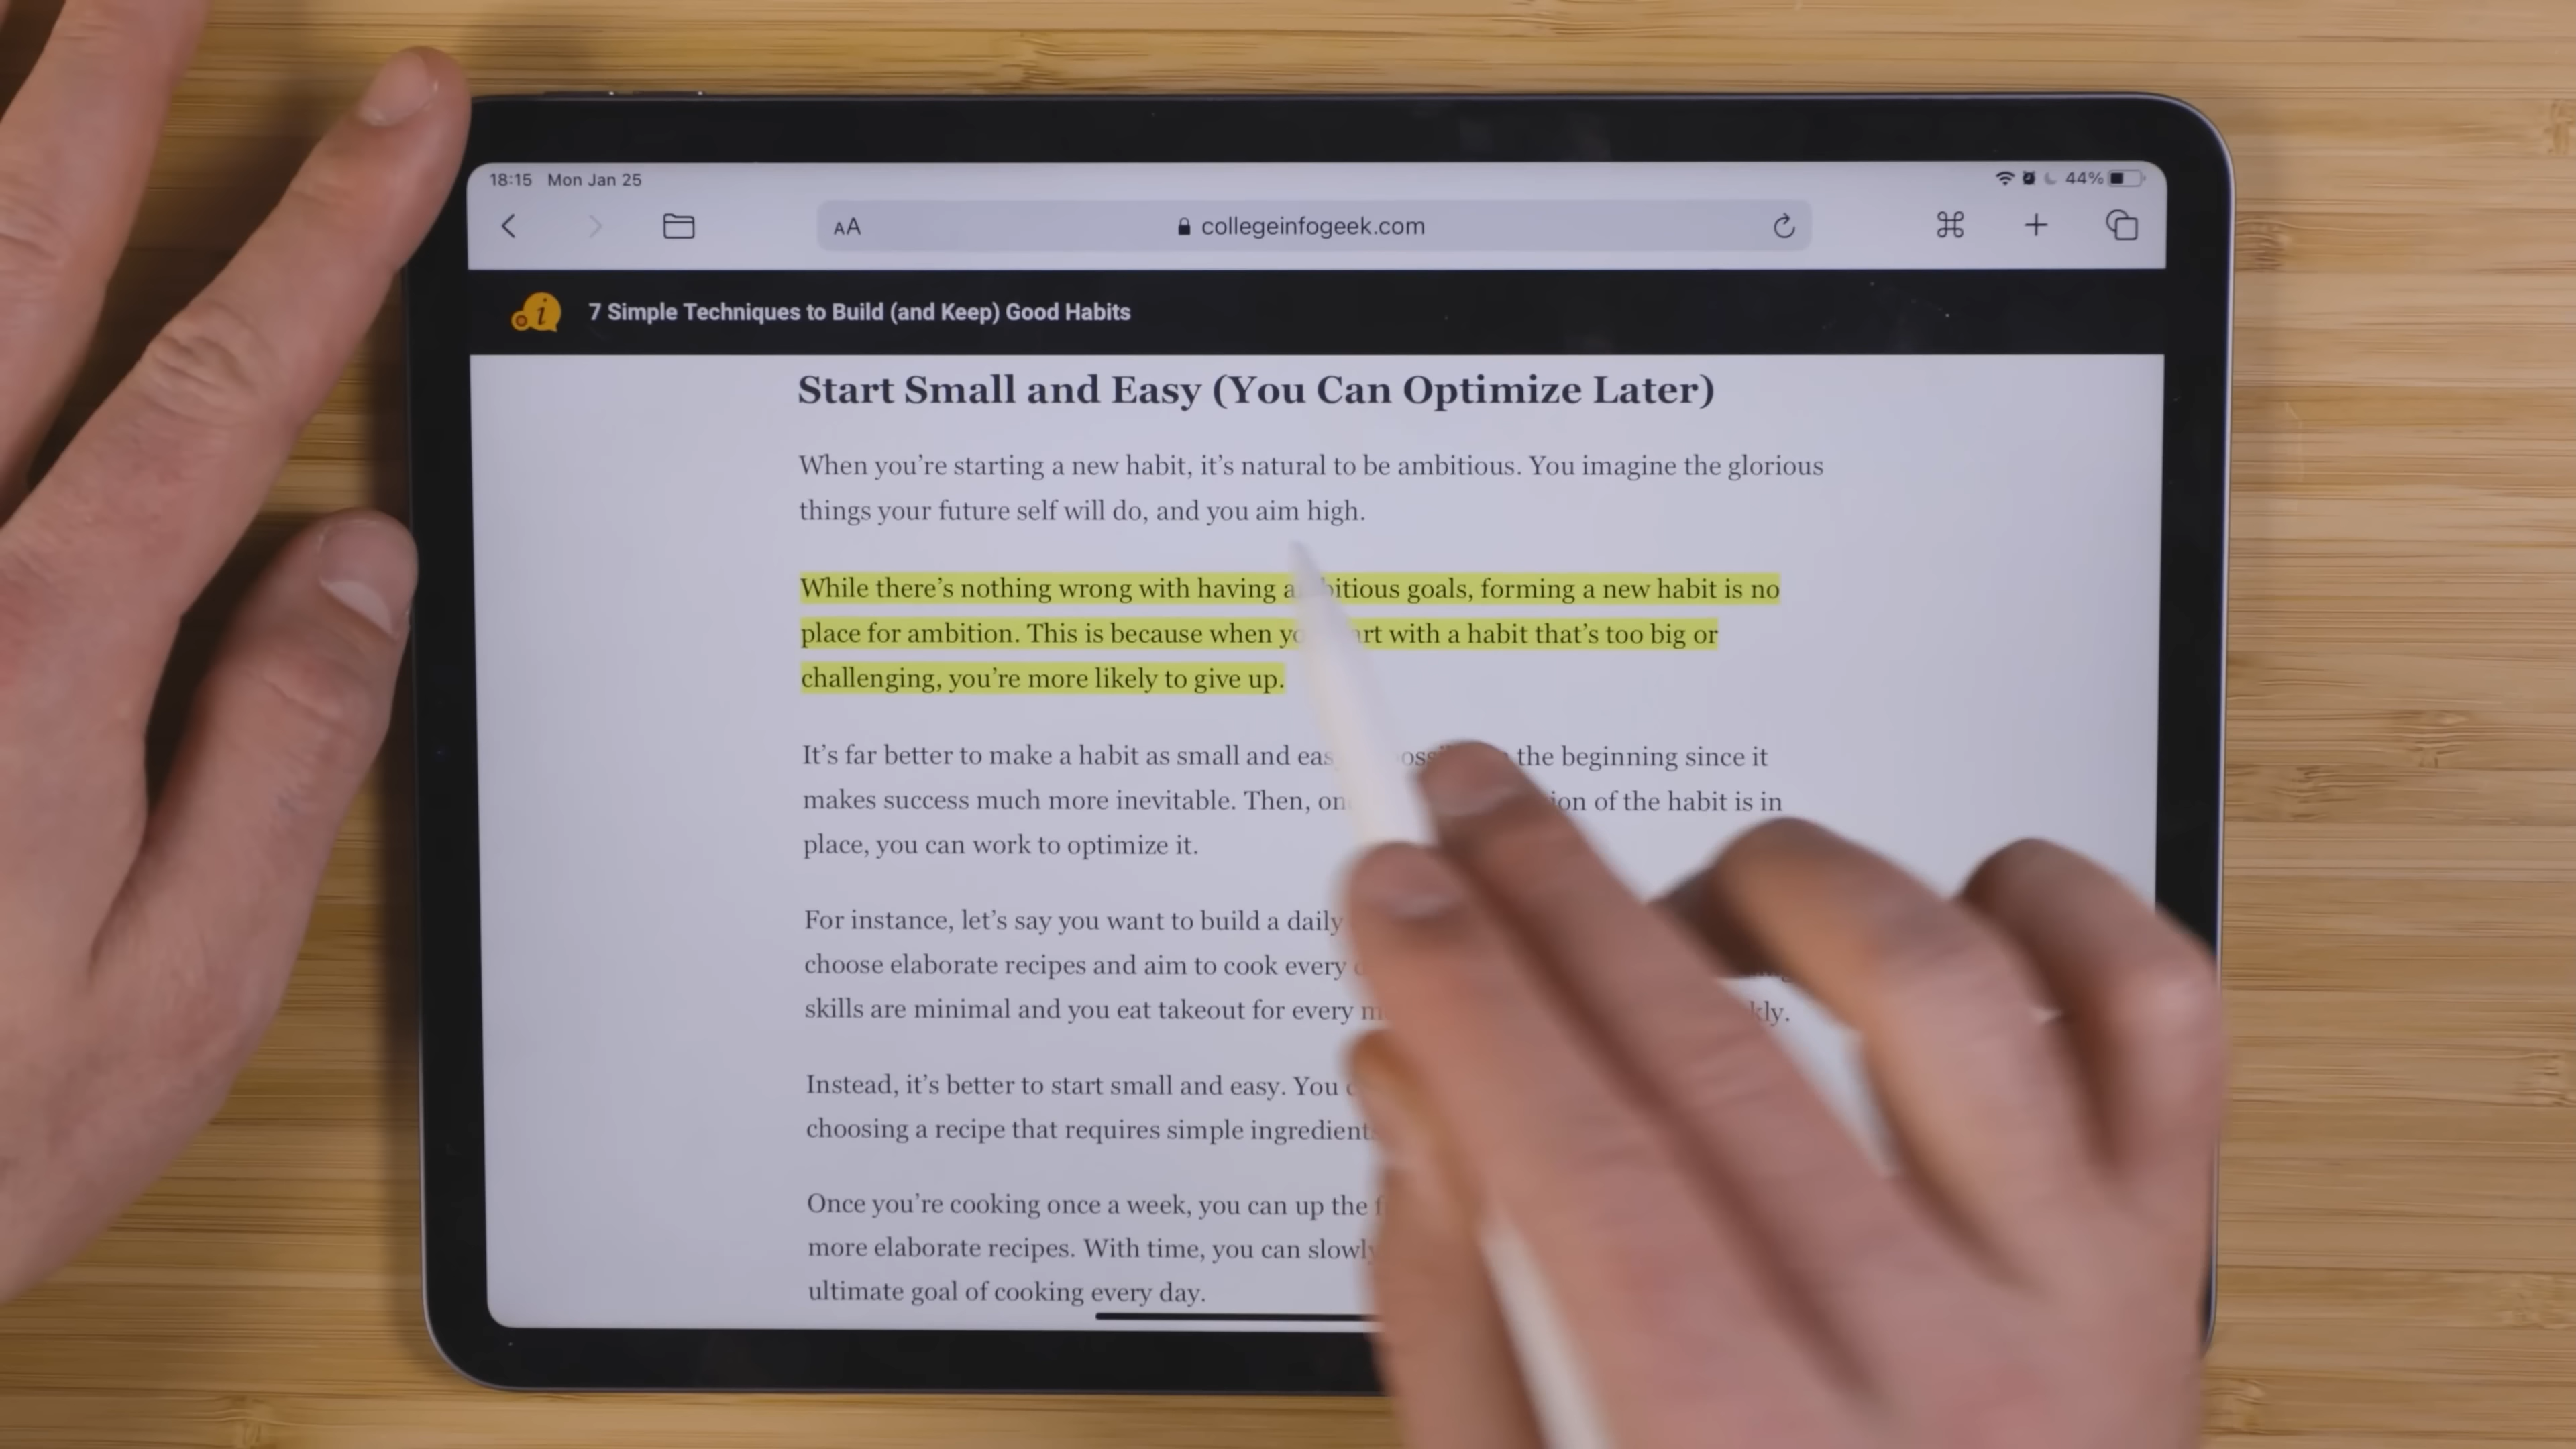 18:15 Mon Jan 25
44%
AA
collegeinfogeek.com
i
7 Simple Techniques to Build (and Keep) Good Habits
Start Small and Easy (You Can Optimize Later)
When you’re starting a new habit, it’s natural to be ambitious. You imagine the glorious
things your future self will do, and you aim high.
While there’s nothing wrong with having goals, forming a new habit is no
place for ambition. This is because when with a habit that’s too big or
challenging, you’re more likely to give up.
It’s far better to make a habit as small and the beginning since it
makes success much more inevitable. Then, of the habit is in
place, you can work to optimize it.
For instance, let’s say you want to build a daily
choose elaborate recipes and aim to cook every
skills are minimal and you eat takeout for every
Instead, it’s better to start small and easy. You
choosing a recipe that requires simple
Once you’re cooking once a week, you can up the
more elaborate recipes. With time, you can slowly
ultimate goal of cooking every day.